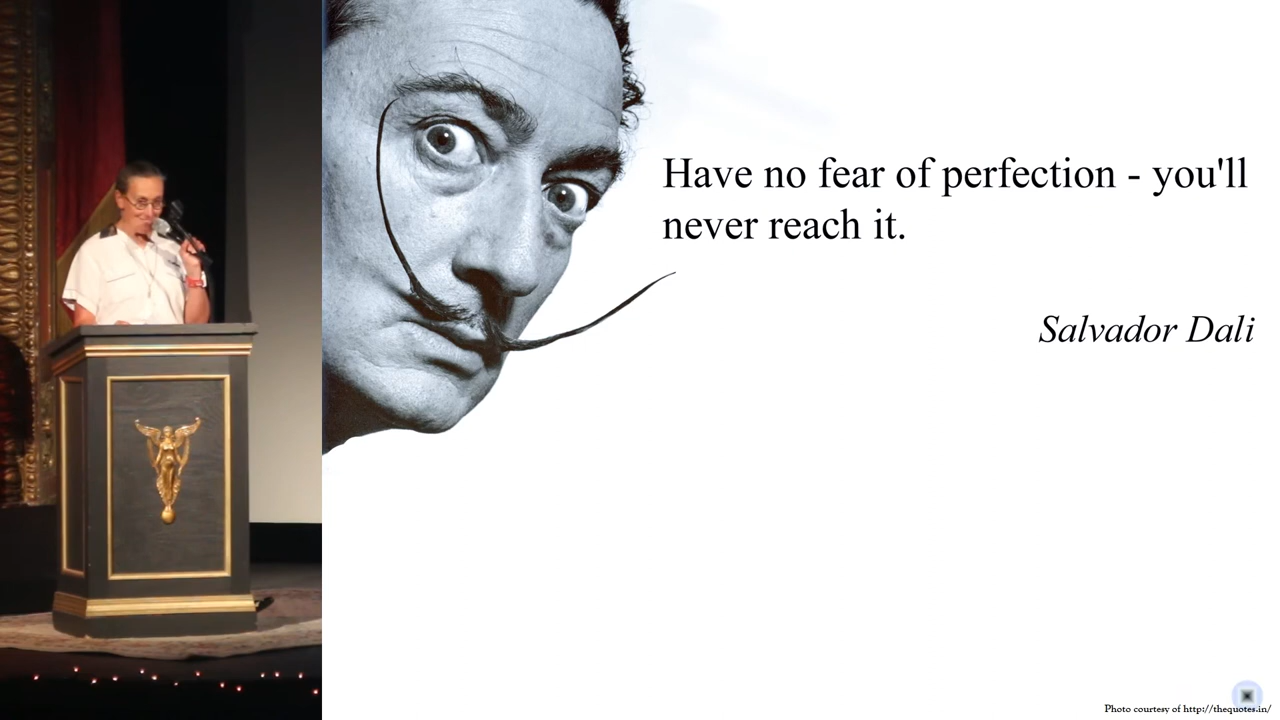 Have no fear of perfection - you'll
never reach it.
Salvador Dali
Photo courtesy of http://thequotes.in/